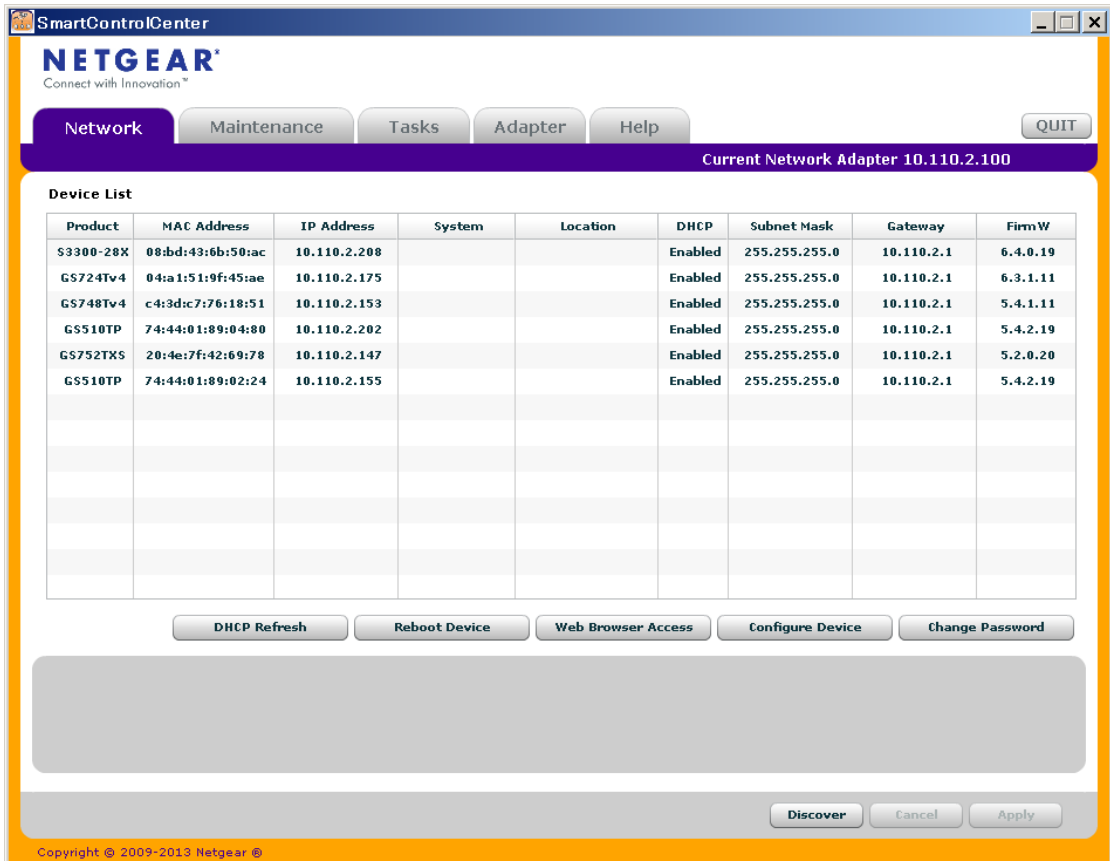 SmartControlCenter
NETGEAR®
Connect with Innovation™
Network Maintenance Tasks Adapter Help QUIT
Current Network Adapter 10.110.2.100
Device List
Product MAC Address IP Address System Location DHCP Subnet Mask Gateway FirmW
S3300-28X 08:bd:43:6b:50:ac 10.110.2.208 Enabled 255.255.255.0 10.110.2.1 6.4.0.19
GS724Tv4 04:a1:51:9f:45:ae 10.110.2.175 Enabled 255.255.255.0 10.110.2.1 6.3.1.11
GS748Tv4 c4:3d:c7:76:18:51 10.110.2.153 Enabled 255.255.255.0 10.110.2.1 5.4.1.11
GS510TP 74:44:01:89:04:80 10.110.2.202 Enabled 255.255.255.0 10.110.2.1 5.4.2.19
GS752TXS 20:4e:7f:42:69:78 10.110.2.147 Enabled 255.255.255.0 10.110.2.1 5.2.0.20
GS510TP 74:44:01:89:02:24 10.110.2.155 Enabled 255.255.255.0 10.110.2.1 5.4.2.19
DHCP Refresh Reboot Device Web Browser Access Configure Device Change Password
Discover Cancel Apply
Copyright © 2009-2013 Netgear ®